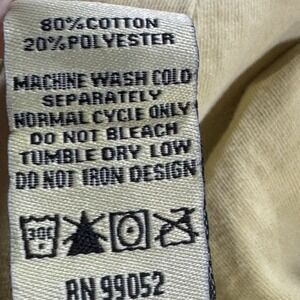 80% COTTON
20% POLYESTER
MACHINE WASH COLD
SEPARATELY
NORMAL CYCLE ONLY
DO NOT BLEACH
TUMBLE DRY LOW
DO NOT IRON DESIGN
30C
RN 99052